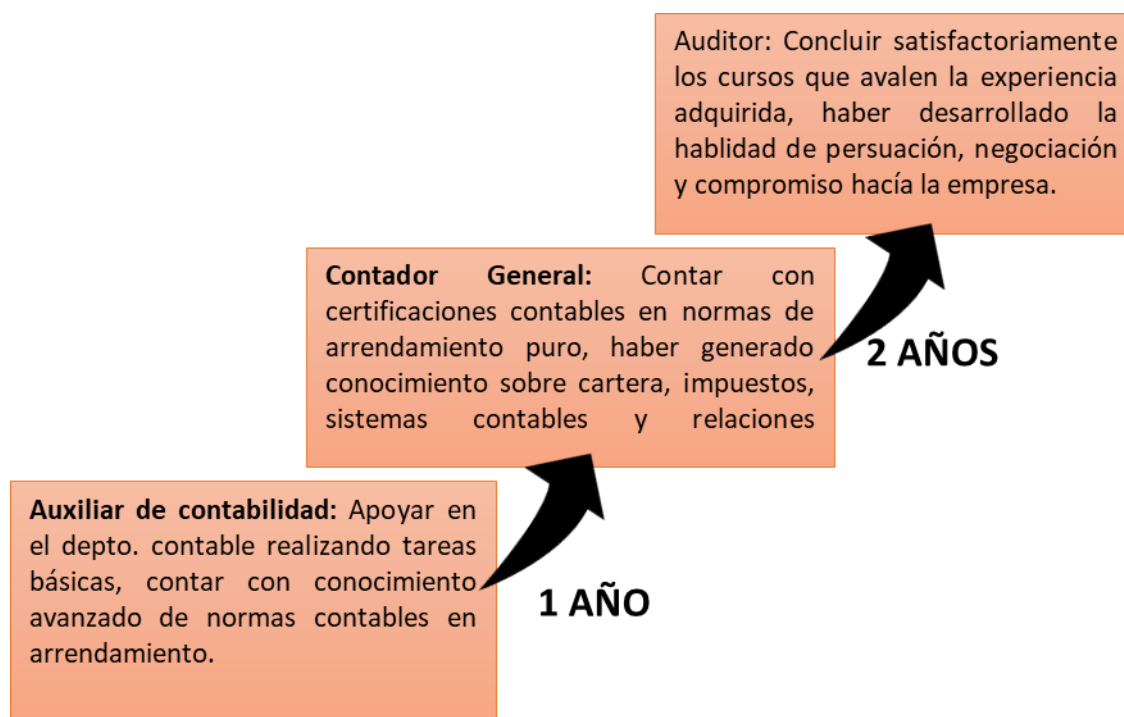 Auditor: Concluir satisfactoriamente
los cursos que avalen la experiencia
adquirida, haber desarrollado la
hablidad de persuación, negociación
y compromiso hacía la empresa.
Contador General: Contar con
certificaciones contables en normas de
arrendamiento puro, haber generado
conocimiento sobre cartera, impuestos,
sistemas contables y relaciones
2 AÑOS
Auxiliar de contabilidad: Apoyar en
el depto. contable realizando tareas
básicas, contar con conocimiento
avanzado de normas contables en
arrendamiento.
1 AÑO